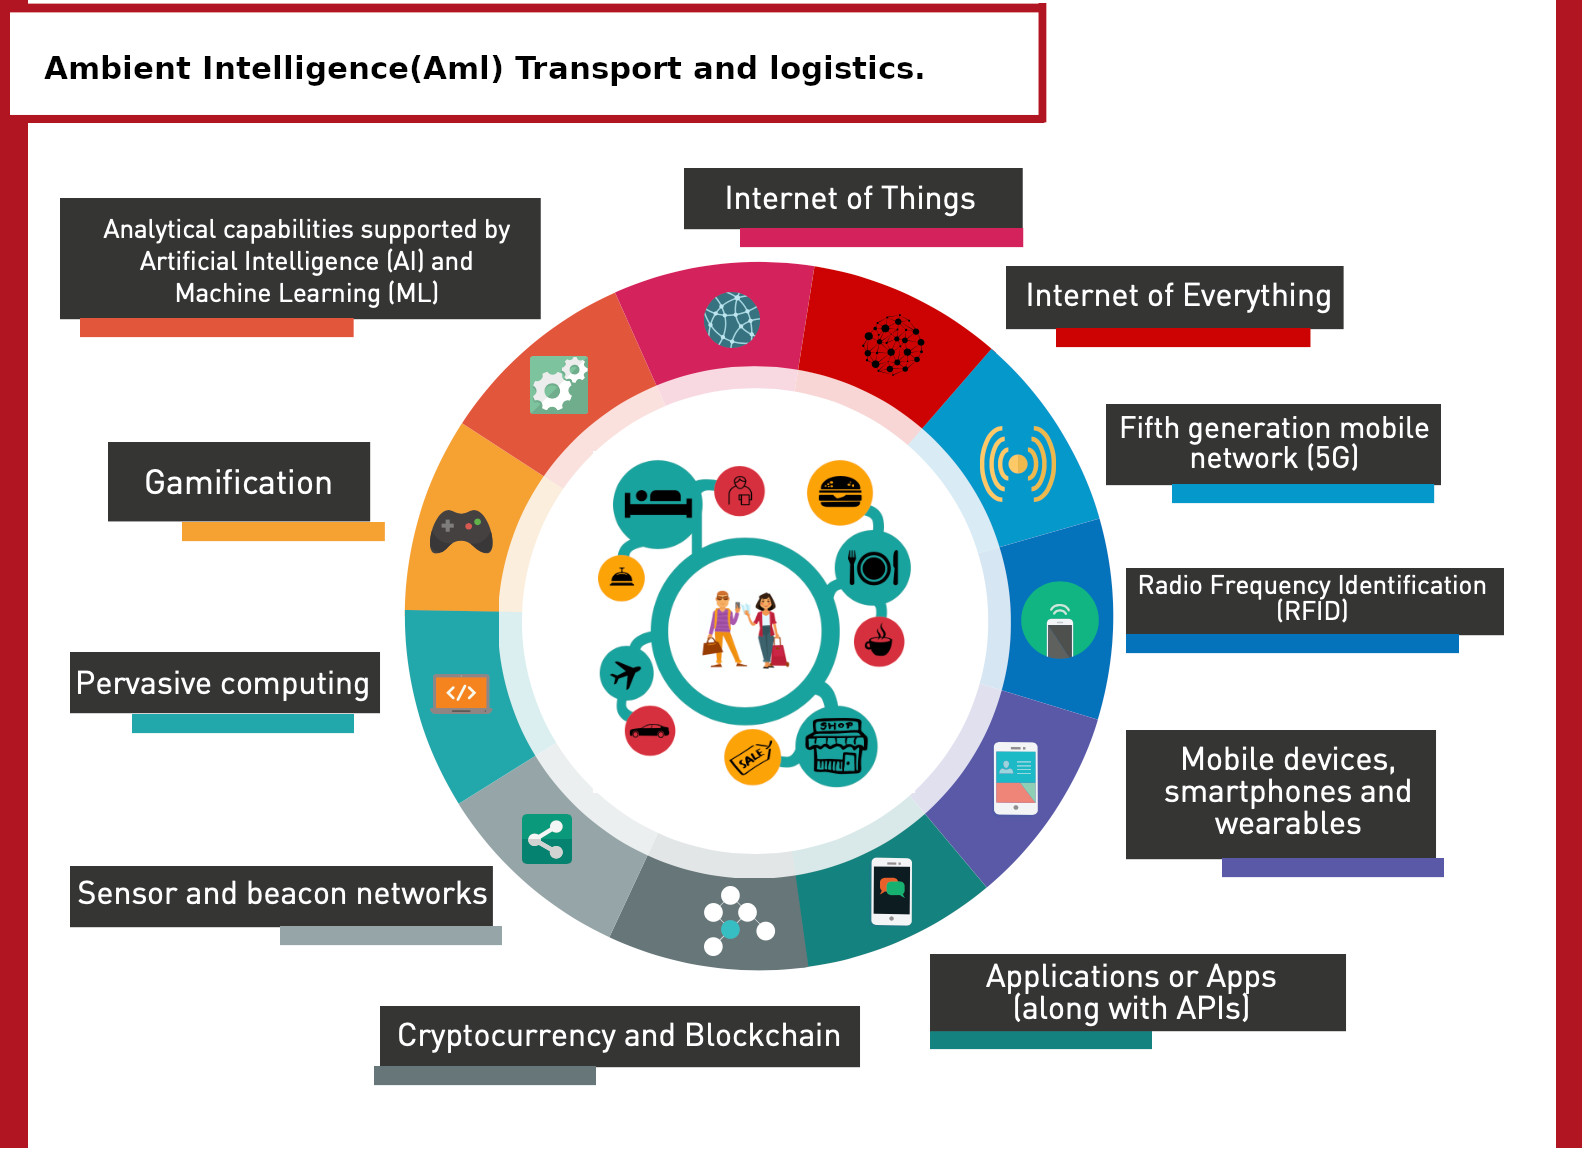 Ambient Intelligence(AmI) Transport and logistics.
Internet of Things
Analytical capabilities supported by
Artificial Intelligence (AI) and
Machine Learning (ML)
Internet of Everything
Fifth generation mobile
network (5G)
Gamification
Radio Frequency Identification
(RFID)
</>
Pervasive computing
SHOP
SALE
Mobile devices,
smartphones and
wearables
Sensor and beacon networks
Applications or Apps
(along with APIs)
Cryptocurrency and Blockchain